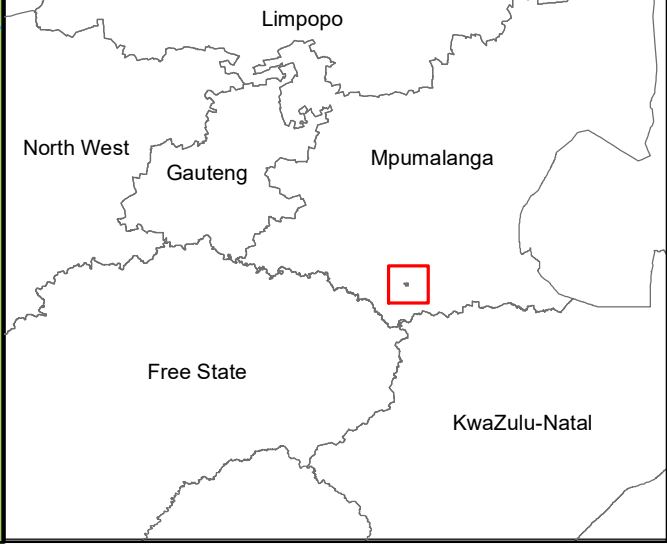 Limpopo
North West
Mpumalanga
Gauteng
Free State
KwaZulu-Natal